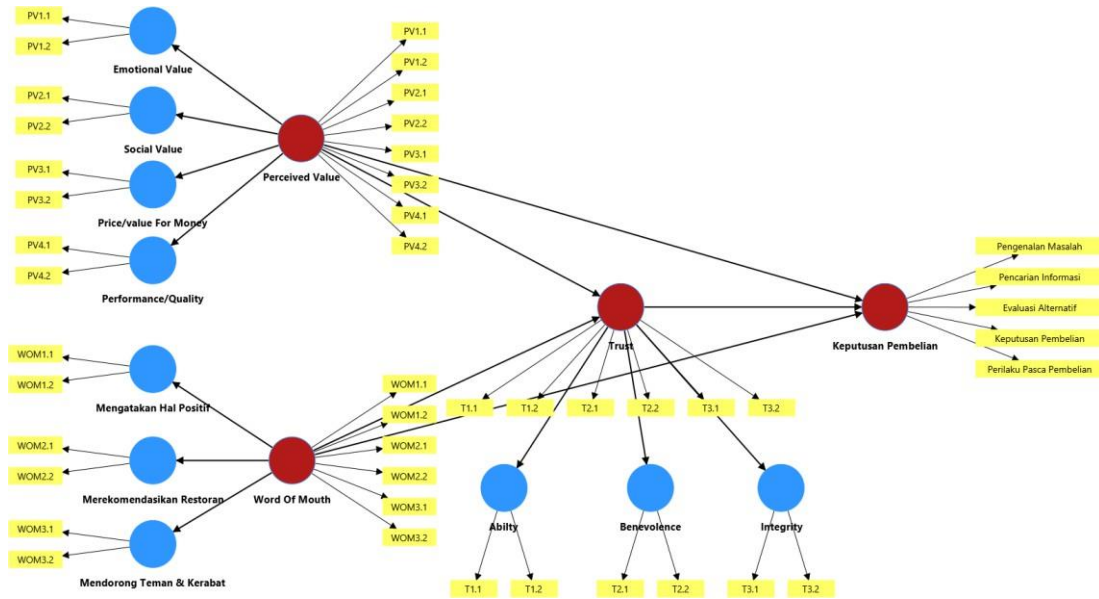 PV1.1
PV1.2
Emotional Value
PV2.1
PV2.2
Social Value
PV3.1
PV3.2
Price/value For Money
PV4.1
PV4.2
Performance/Quality
Perceived Value
PV1.1
PV1.2
PV2.1
PV2.2
PV3.1
PV3.2
PV4.1
PV4.2
WOM1.1
WOM1.2
Mengatakan Hal Positif
WOM2.1
WOM2.2
Merekomendasikan Restoran
WOM3.1
WOM3.2
Mendorong Teman & Kerabat
Word Of Mouth
WOM1.1
WOM1.2
WOM2.1
WOM2.2
WOM3.1
WOM3.2
Trust
T1.1
T1.2
T2.1
T2.2
T3.1
T3.2
Abilty
Benevolence
Integrity
T1.1
T1.2
T2.1
T2.2
T3.1
T3.2
Keputusan Pembelian
Pengenalan Masalah
Pencarian Informasi
Evaluasi Alternatif
Keputusan Pembelian
Perilaku Pasca Pembelian